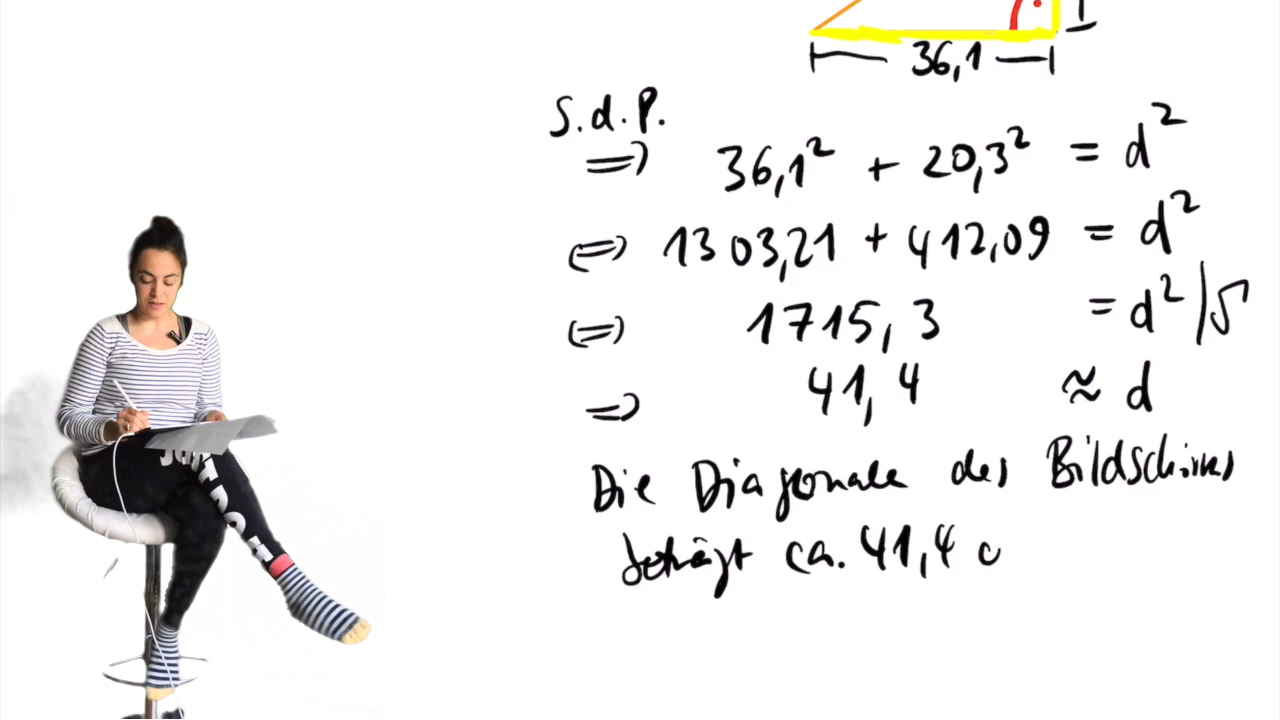 36,1
S.d.P.
=> 36,1² + 20,3² = d²
<=> 1303,21 + 412,09 = d²
<=> 1715,3 = d² | √
=> 41,4 ≈ d
Die Diagonale des Bildschirms
beträgt ca. 41,4 c